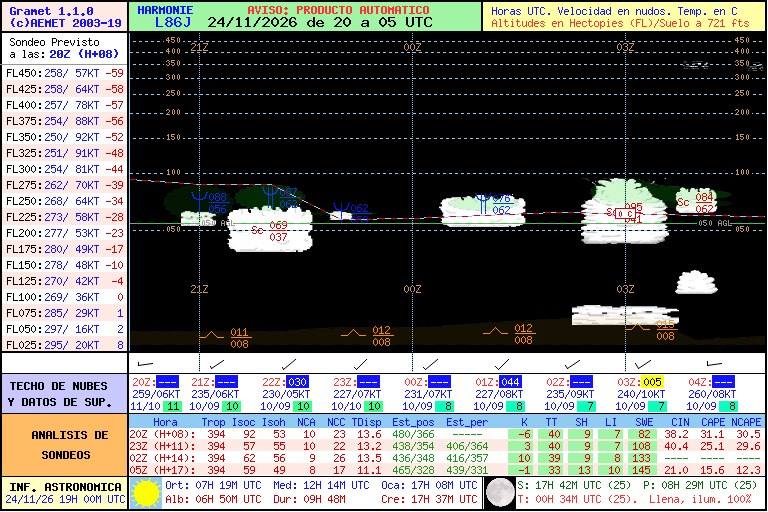 Gramet 1.1.0
(c)AEMET 2003-19
HARMONIE
L86J
AVISO: PRODUCTO AUTOMATICO
24/11/2026 de 20 a 05 UTC
Horas UTC. Velocidad en nudos. Temp. en C
Altitudes en Hectopies (FL)/Suelo a 721 fts
Sondeo Previsto
a las: 20Z (H+08)
FL450:258/ 57KT -59
FL425:258/ 64KT -58
FL400:257/ 78KT -57
FL375:254/ 88KT -56
FL350:250/ 92KT -52
FL325:251/ 91KT -48
FL300:254/ 81KT -44
FL275:262/ 70KT -39
FL250:268/ 64KT -34
FL225:273/ 58KT -28
FL200:277/ 53KT -23
FL175:280/ 49KT -17
FL150:278/ 48KT -10
FL125:270/ 42KT -4
FL100:269/ 36KT 0
FL075:285/ 29KT 1
FL050:297/ 16KT 2
FL025:295/ 20KT 8
21Z 00Z 03Z
450 450
400 400
350 350
300 300
250 250
200 200
150 150
100 100
050 050
Sc 069
037
062
062
Sc 084
062
21Z 00Z 03Z
011
008
012
008
012
008
008
TECHO DE NUBES
Y DATOS DE SUP.
20Z:--- 21Z:--- 22Z:030 23Z:--- 00Z:--- 01Z:044 02Z:--- 03Z:005 04Z:---
259/06KT 235/06KT 230/05KT 227/07KT 231/07KT 227/08KT 235/09KT 240/10KT 260/08KT
11/10 11 10/09 10 10/09 10 10/09 10 10/09 8 10/09 8 10/09 7 10/09 7 10/09 8
ANALISIS DE
SONDEOS
Hora Trop Isoc Isoh NCA NCC TDisp Est_pos Est_per K TT SH LI SWE CIN CAPE NCAPE
20Z (H+08): 394 92 53 10 23 13.6 480/366 ----- -6 40 9 7 82 38.2 31.1 30.5
23Z (H+11): 394 57 55 10 22 13.2 438/354 406/364 3 40 9 8 108 40.4 25.1 29.6
02Z (H+14): 394 62 56 9 26 13.5 436/348 416/357 10 39 9 8 133 ---- ---- ----
05Z (H+17): 394 59 49 8 17 11.1 465/328 439/331 -1 33 13 10 145 21.0 15.6 12.3
INF. ASTRONOMICA
24/11/26 19H 00M UTC
Ort: 07H 19M UTC Med: 12H 14M UTC Oca: 17H 08M UTC
Alb: 06H 50M UTC Dur: 09H 48M Cre: 17H 37M UTC
S: 17H 42M UTC (25) P: 08H 29M UTC (25)
T: 00H 34M UTC (25). Llena, ilum. 100%